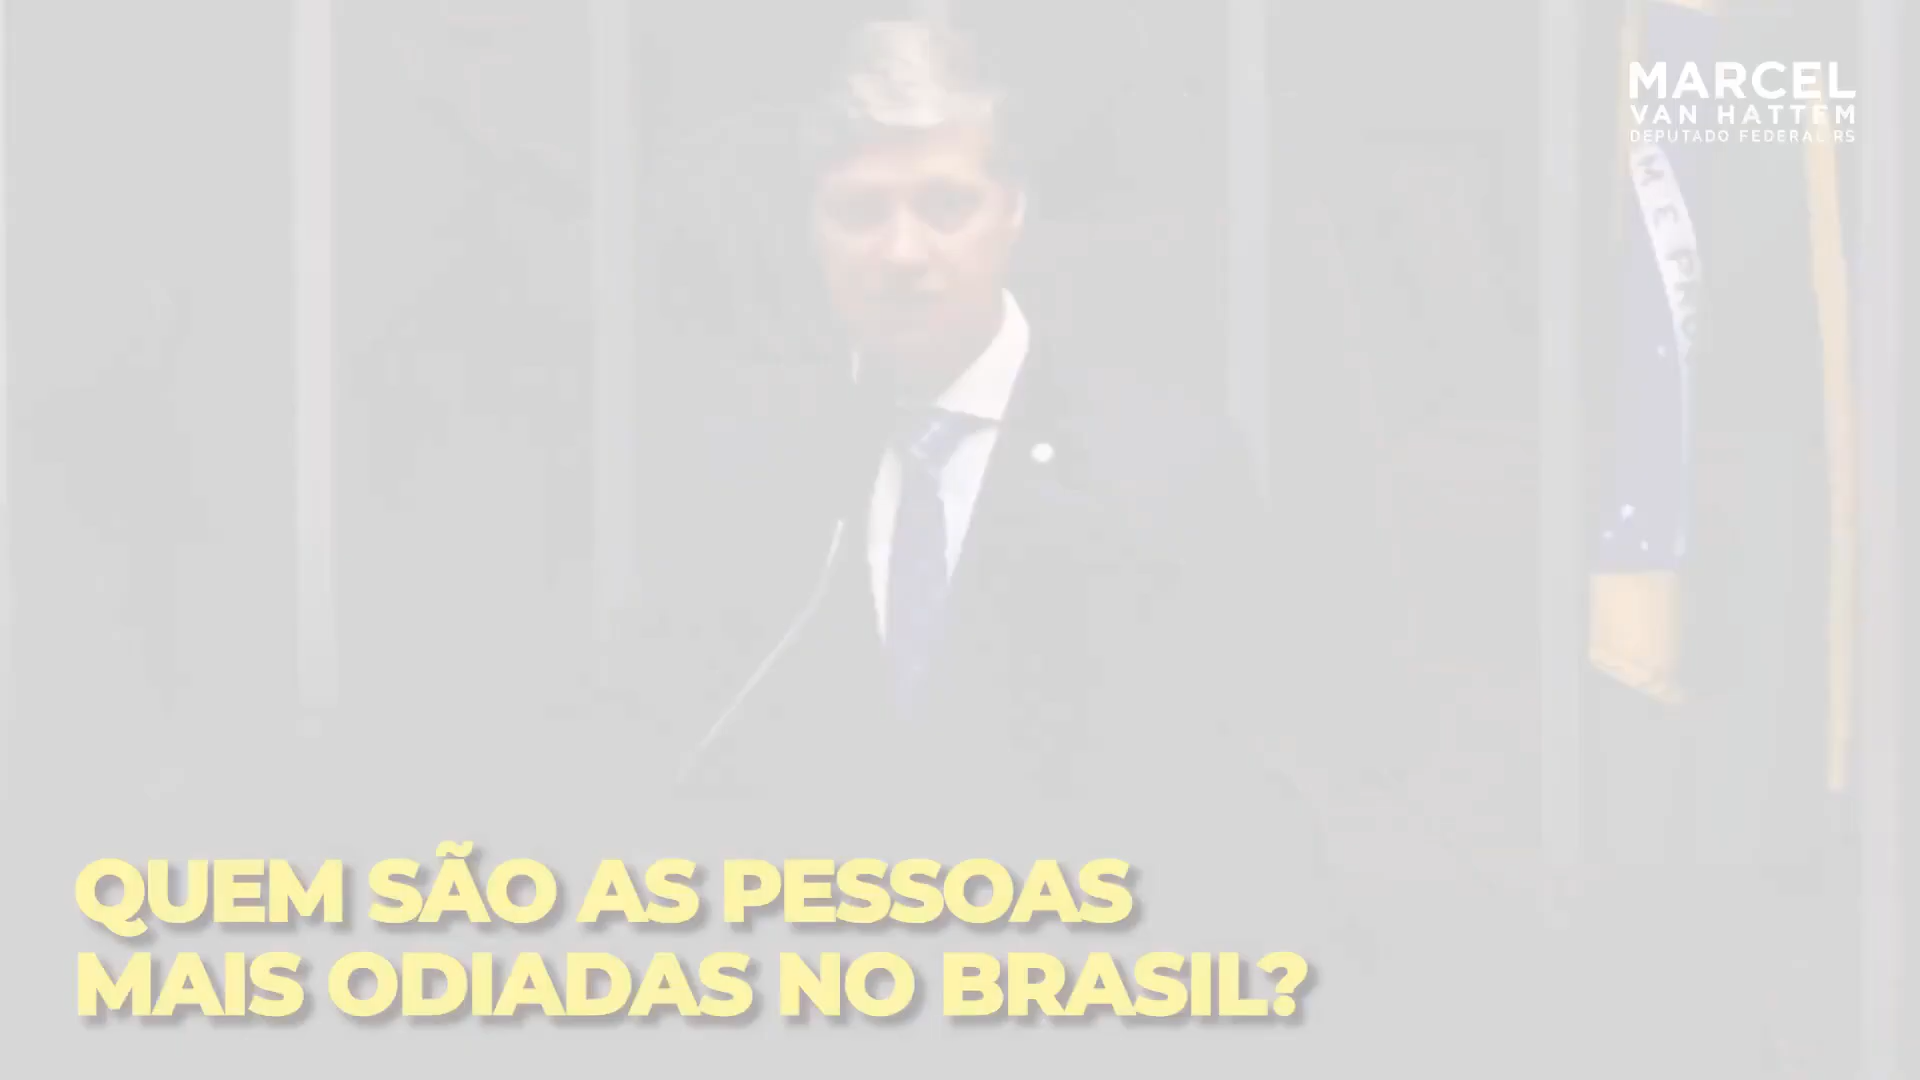 MARCEL
VAN HATTEM
DEPUTADO FEDERAL RS
QUEM SÃO AS PESSOAS
MAIS ODIADAS NO BRASIL?